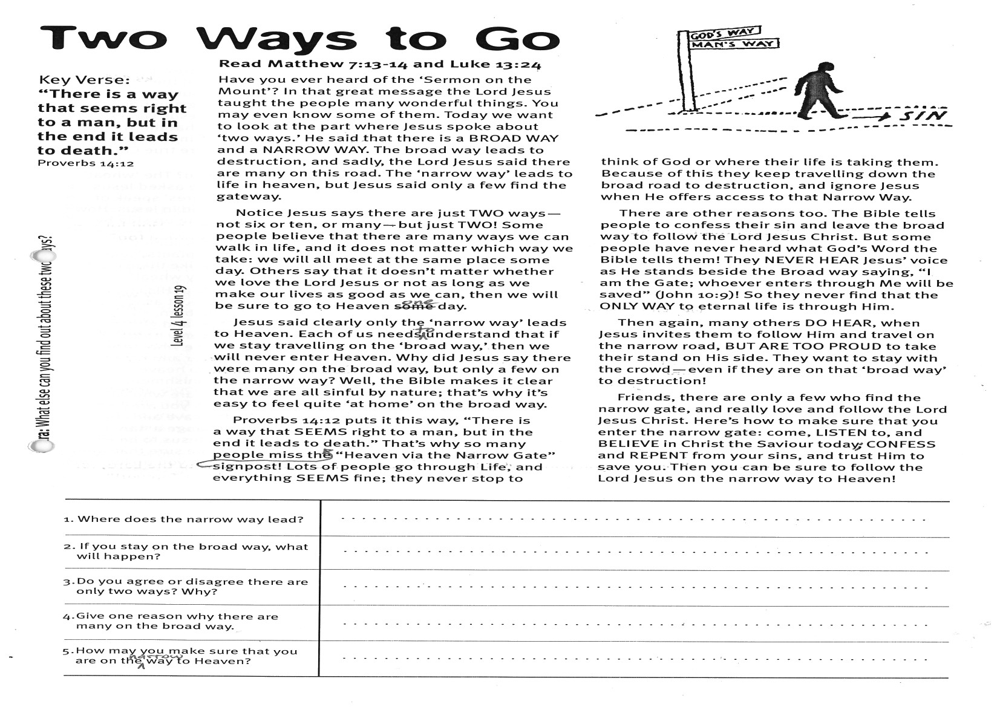 Two Ways to Go
GOD'S WAY
MAN'S WAY
SIN
Key Verse:
“There is a way
that seems right
to a man, but in
the end it leads
to death.”
Proverbs 14:12
ra: What else can you find out about these two ays?
Level 4 lesson 19
Read Matthew 7:13-14 and Luke 13:24
Have you ever heard of the ‘Sermon on the
Mount’? In that great message the Lord Jesus
taught the people many wonderful things. You
may even know some of them. Today we want
to look at the part where Jesus spoke about
‘two ways.’ He said that there is a BROAD WAY
and a NARROW WAY. The broad way leads to
destruction, and sadly, the Lord Jesus said there
are many on this road. The ‘narrow way’ leads to
life in heaven, but Jesus said only a few find the
gateway.
Notice Jesus says there are just TWO ways—
not six or ten, or many—but just TWO! Some
people believe that there are many ways we can
walk in life, and it does not matter which way we
take: we will all meet at the same place some
day. Others say that it doesn’t matter whether
we love the Lord Jesus or not as long as we
make our lives as good as we can, then we will
one
be sure to go to Heaven some day.
Jesus said clearly only the ‘narrow way’ leads
to
to Heaven. Each of us needs understand that if
we stay travelling on the ‘broad way,’ then we
will never enter Heaven. Why did Jesus say there
were many on the broad way, but only a few on
the narrow way? Well, the Bible makes it clear
that we are all sinful by nature; that’s why it’s
easy to feel quite ‘at home’ on the broad way.
Proverbs 14:12 puts it this way, “There is
a way that SEEMS right to a man, but in the
end it leads to death.” That’s why so many
people miss the “Heaven via the Narrow Gate”
signpost! Lots of people go through Life, and
everything SEEMS fine; they never stop to
think of God or where their life is taking them.
Because of this they keep travelling down the
broad road to destruction, and ignore Jesus
when He offers access to that Narrow Way.
There are other reasons too. The Bible tells
people to confess their sin and leave the broad
way to follow the Lord Jesus Christ. But some
people have never heard what God’s Word the
Bible tells them! They NEVER HEAR Jesus’ voice
as He stands beside the Broad way saying, “I
am the Gate; whoever enters through Me will be
saved” (John 10:9)! So they never find that the
ONLY WAY to eternal life is through Him.
Then again, many others DO HEAR, when
Jesus invites them to follow Him and travel on
the narrow road, BUT ARE TOO PROUD to take
their stand on His side. They want to stay with
the crowd—even if they are on that ‘broad way’
to destruction!
Friends, there are only a few who find the
narrow gate, and really love and follow the Lord
Jesus Christ. Here’s how to make sure that you
enter the narrow gate: come, LISTEN to, and
BELIEVE in Christ the Saviour today; CONFESS
and REPENT from your sins, and trust Him to
save you. Then you can be sure to follow the
Lord Jesus on the narrow way to Heaven!
1. Where does the narrow way lead?
2. If you stay on the broad way, what
will happen?
3. Do you agree or disagree there are
only two ways? Why?
4. Give one reason why there are
many on the broad way.
5. How may you make sure that you
narrow
are on the way to Heaven?